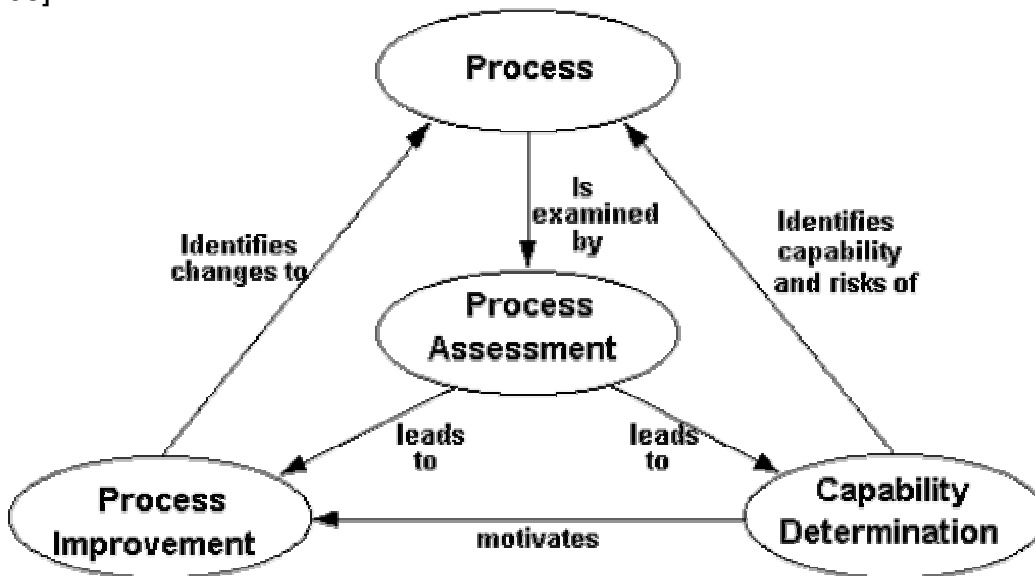 Process
Is
examined
by
Identifies
changes to
Identifies
capability
and risks of
Process
Assessment
leads
to
leads
to
Process
Improvement
motivates
Capability
Determination